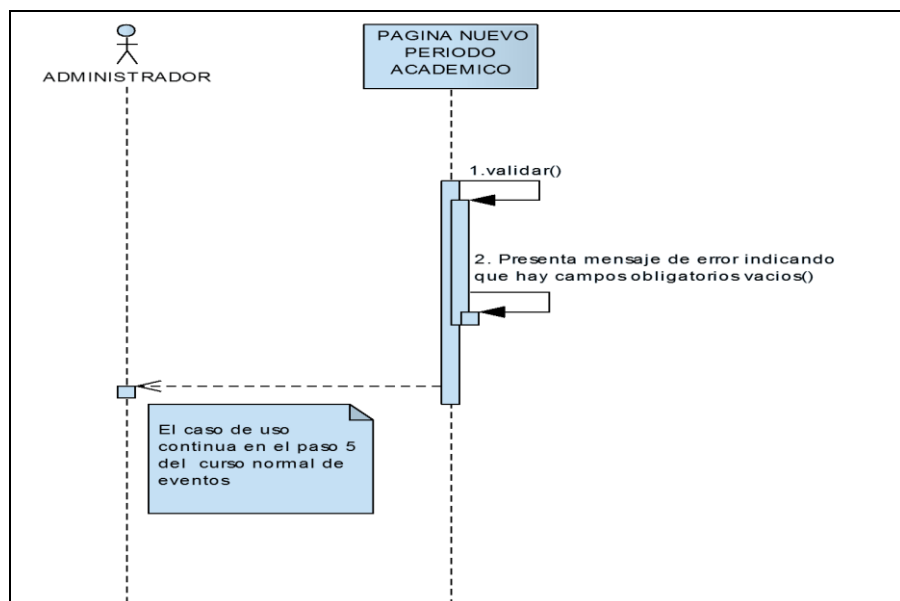 ADMINISTRADOR
PAGINA NUEVO
PERIODO
ACADEMICO
1.validar()
2. Presenta mensaje de error indicando
que hay campos obligatorios vacios()
El caso de uso
continua en el paso 5
del curso normal de
eventos